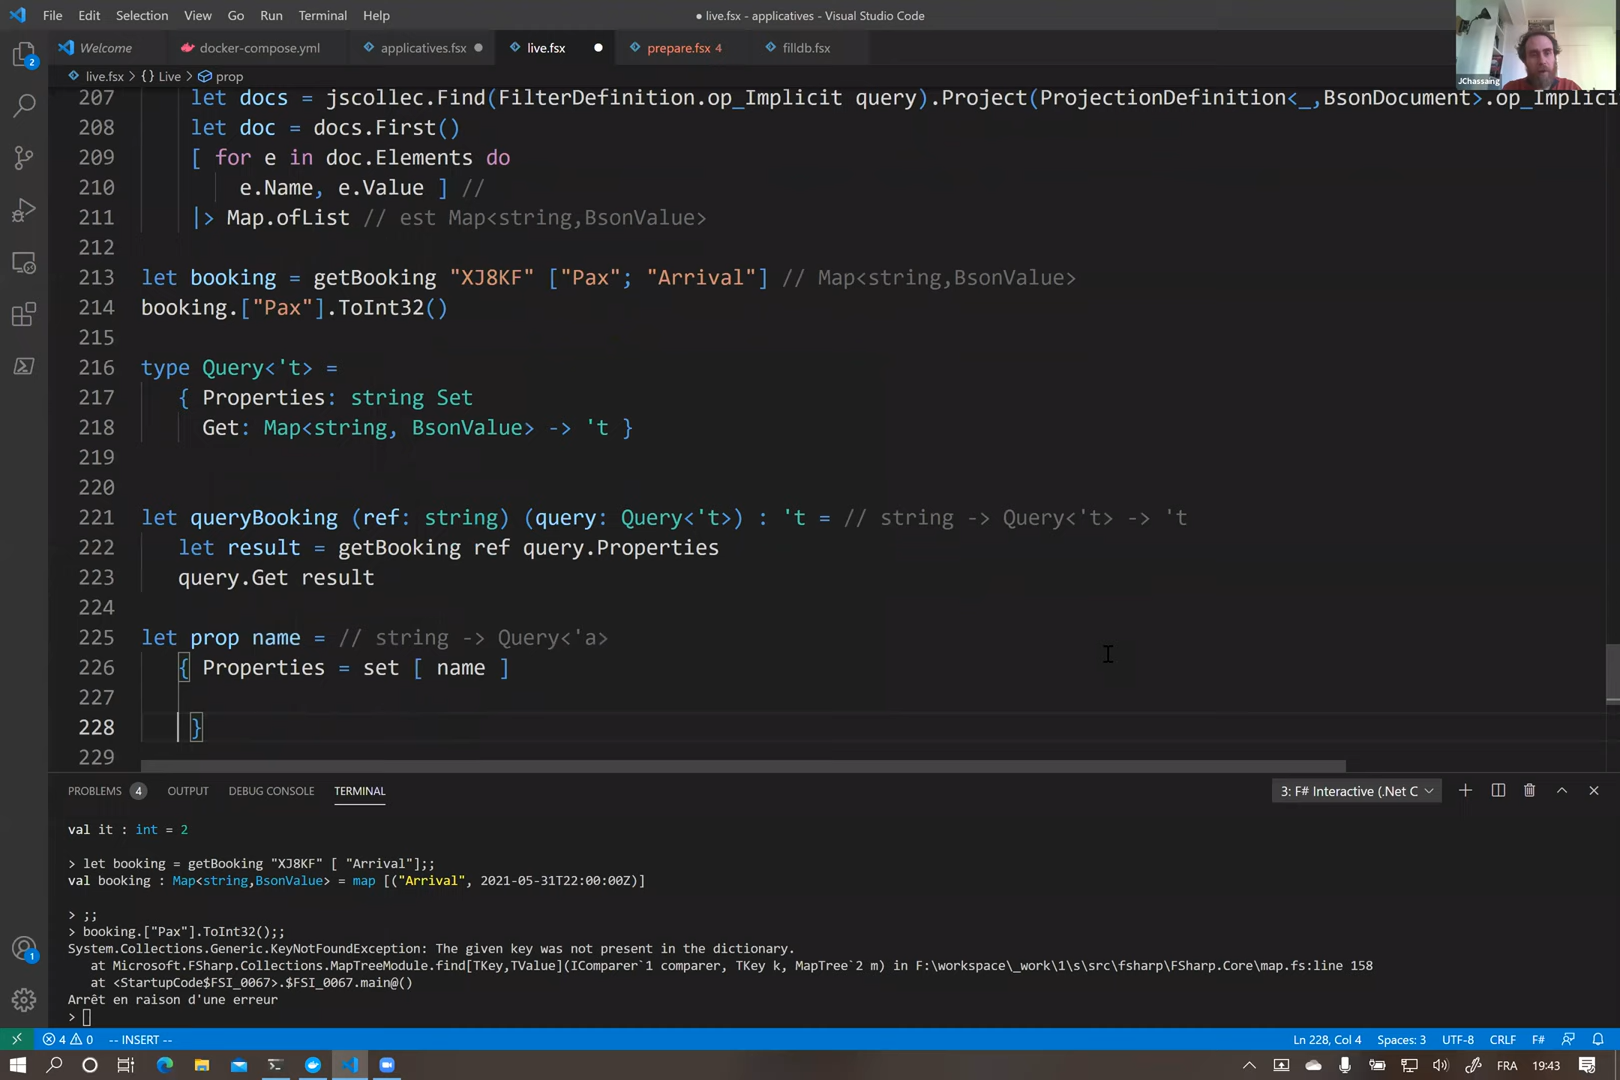 File Edit Selection View Go Run Terminal Help
● live.fsx - applicatives - Visual Studio Code
JChassaing
Welcome
docker-compose.yml
applicatives.fsx
live.fsx
prepare.fsx 4
filldb.fsx
live.fsx > {} Live > prop
207 let docs = jscollec.Find(FilterDefinition.op_Implicit query).Project(ProjectionDefinition<_,BsonDocument>.op_Implici
208 let doc = docs.First()
209 [ for e in doc.Elements do
210 e.Name, e.Value ] //
211 |> Map.ofList // est Map<string,BsonValue>
212
213 let booking = getBooking "XJ8KF" ["Pax"; "Arrival"] // Map<string,BsonValue>
214 booking.["Pax"].ToInt32()
215
216 type Query<'t> =
217 { Properties: string Set
218 Get: Map<string, BsonValue> -> 't }
219
220
221 let queryBooking (ref: string) (query: Query<'t>) : 't = // string -> Query<'t> -> 't
222 let result = getBooking ref query.Properties
223 query.Get result
224
225 let prop name = // string -> Query<'a>
226 { Properties = set [ name ]
227
228 }
229
PROBLEMS 4 OUTPUT DEBUG CONSOLE TERMINAL
3: F# Interactive (.Net C
val it : int = 2
> let booking = getBooking "XJ8KF" [ "Arrival"];;
val booking : Map<string,BsonValue> = map [("Arrival", 2021-05-31T22:00:00Z)]
> ;;
> booking.["Pax"].ToInt32();;
System.Collections.Generic.KeyNotFoundException: The given key was not present in the dictionary.
at Microsoft.FSharp.Collections.MapTreeModule.find[TKey,TValue](IComparer`1 comparer, TKey k, MapTree`2 m) in F:\workspace\_work\1\s\src\fsharp\FSharp.Core\map.fs:line 158
at <StartupCode$FSI_0067>.$FSI_0067.main@()
Arrêt en raison d'une erreur
>
2
1
4 0 -- INSERT --
Ln 228, Col 4 Spaces: 3 UTF-8 CRLF F#
FRA 19:43